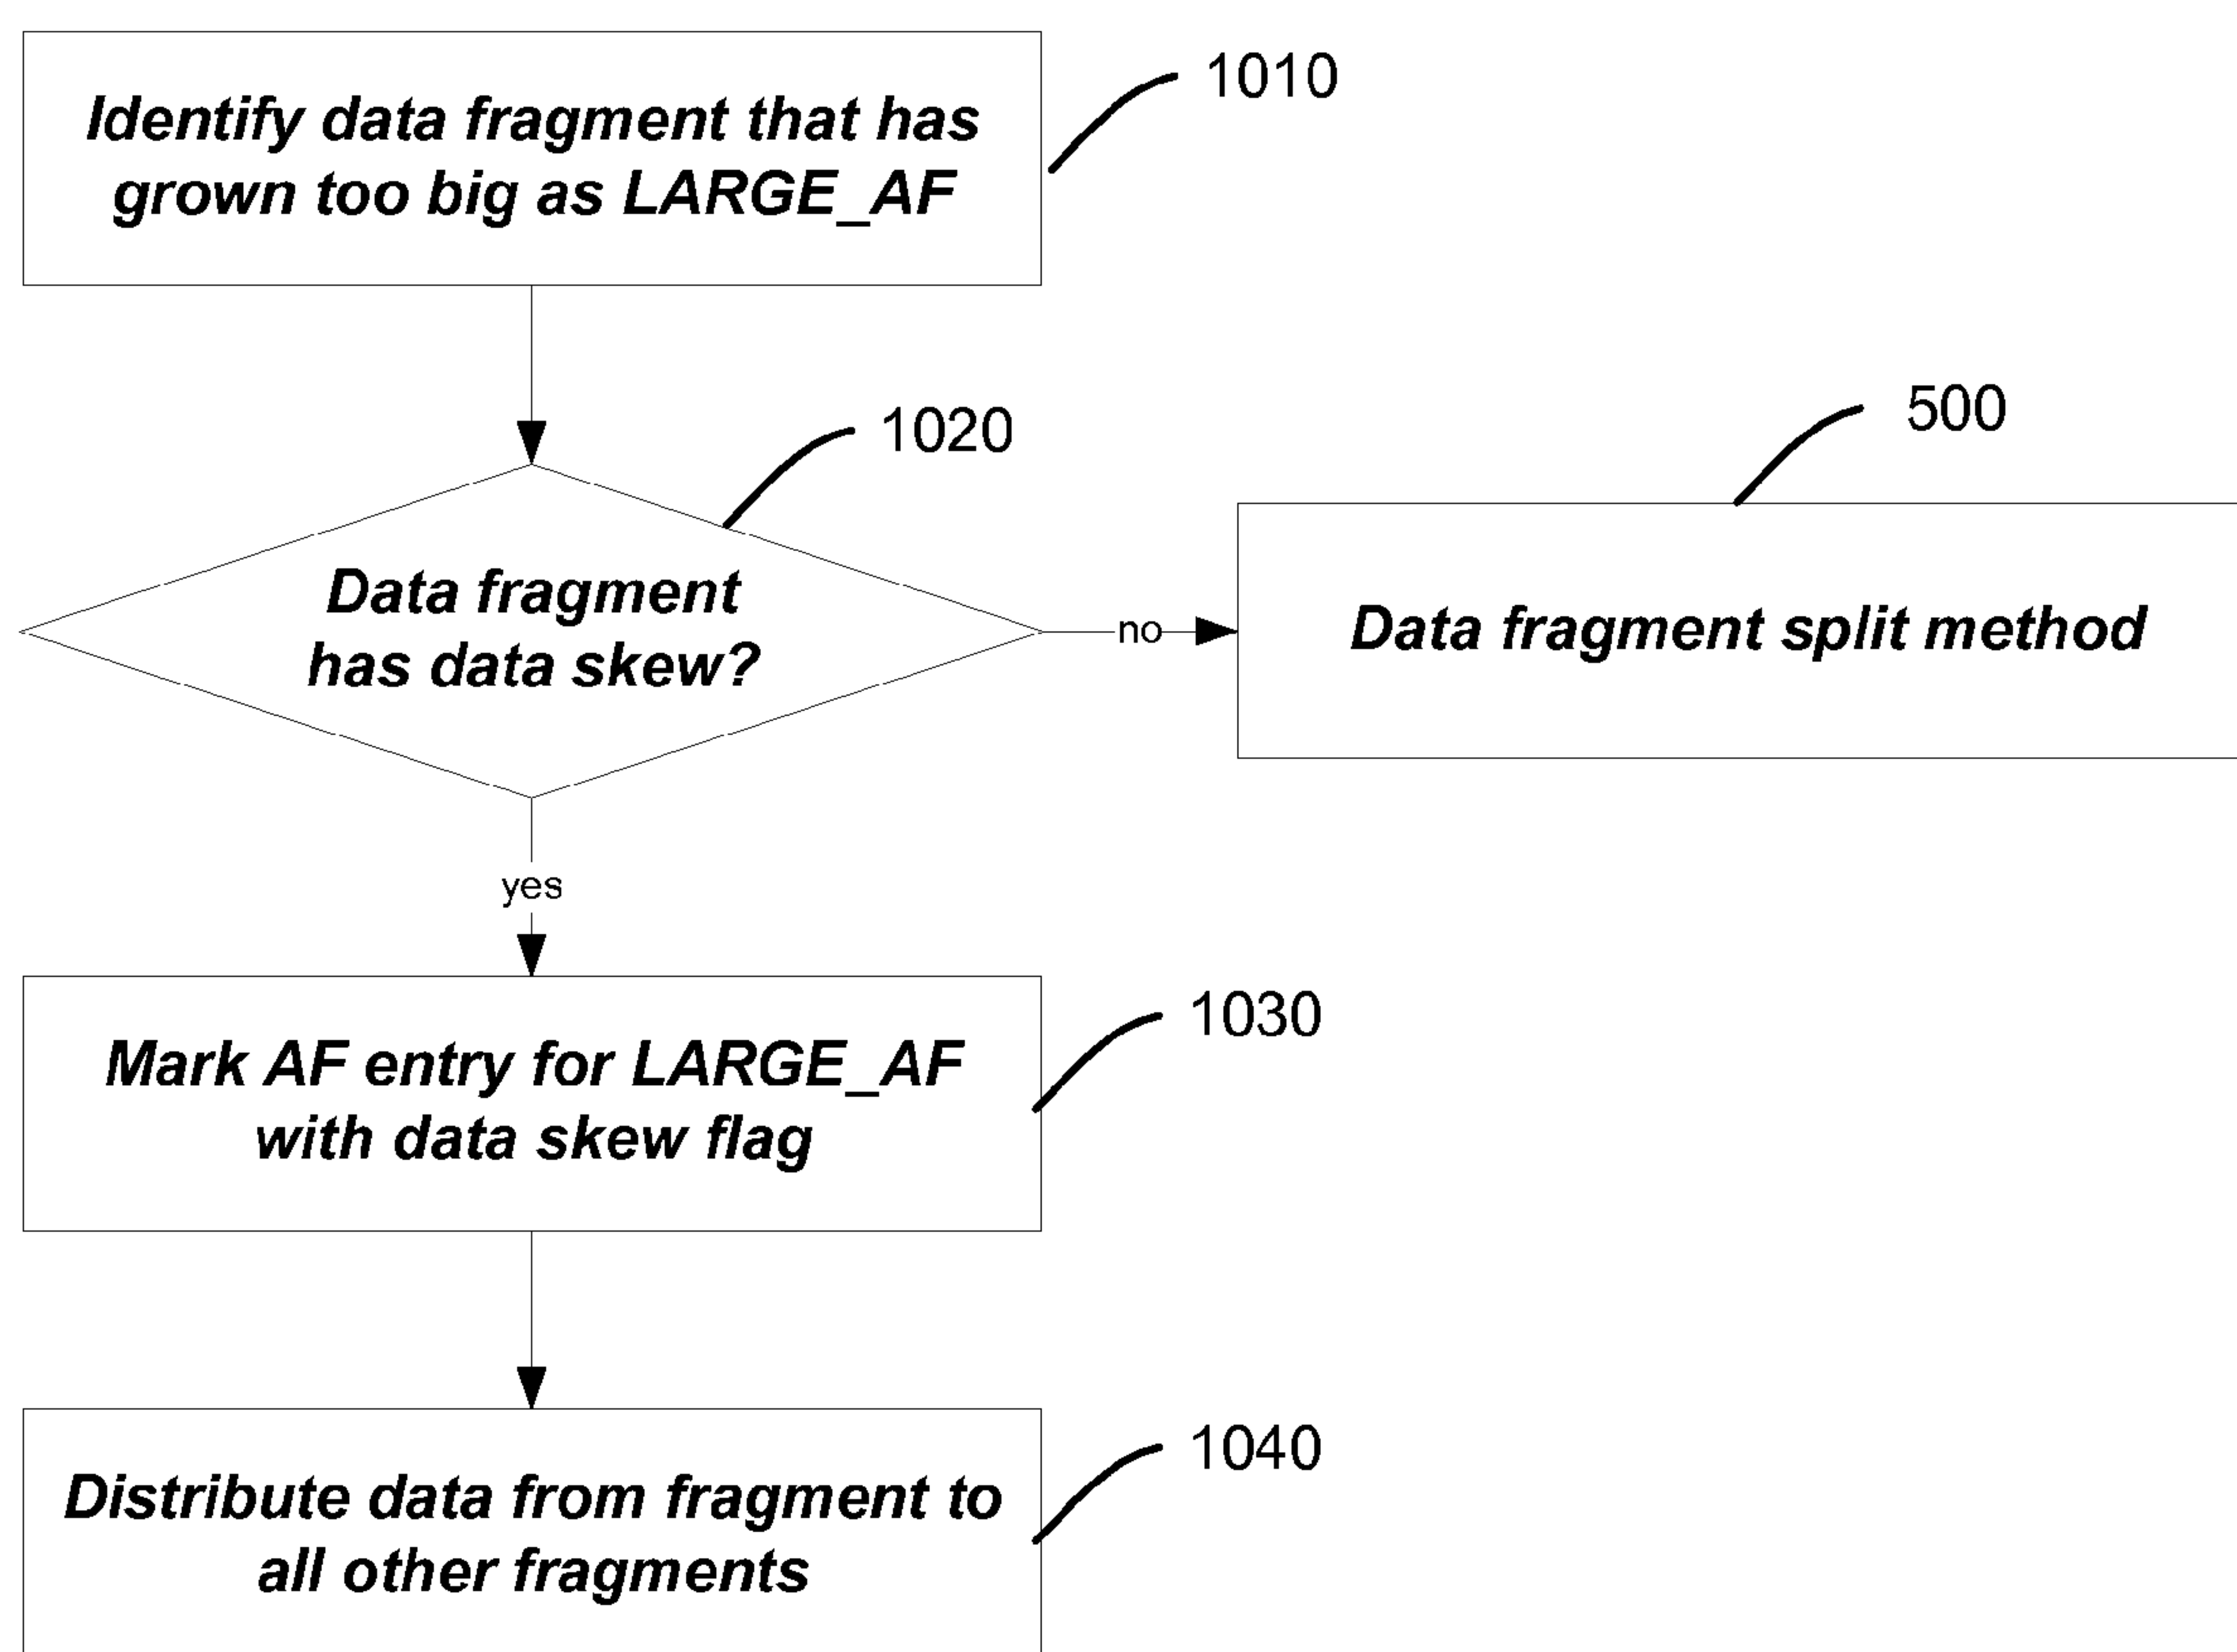 Identify data fragment that has
grown too big as LARGE_AF
1010
1020
Data fragment
has data skew?
no
500
Data fragment split method
yes
Mark AF entry for LARGE_AF
with data skew flag
1030
Distribute data from fragment to
all other fragments
1040